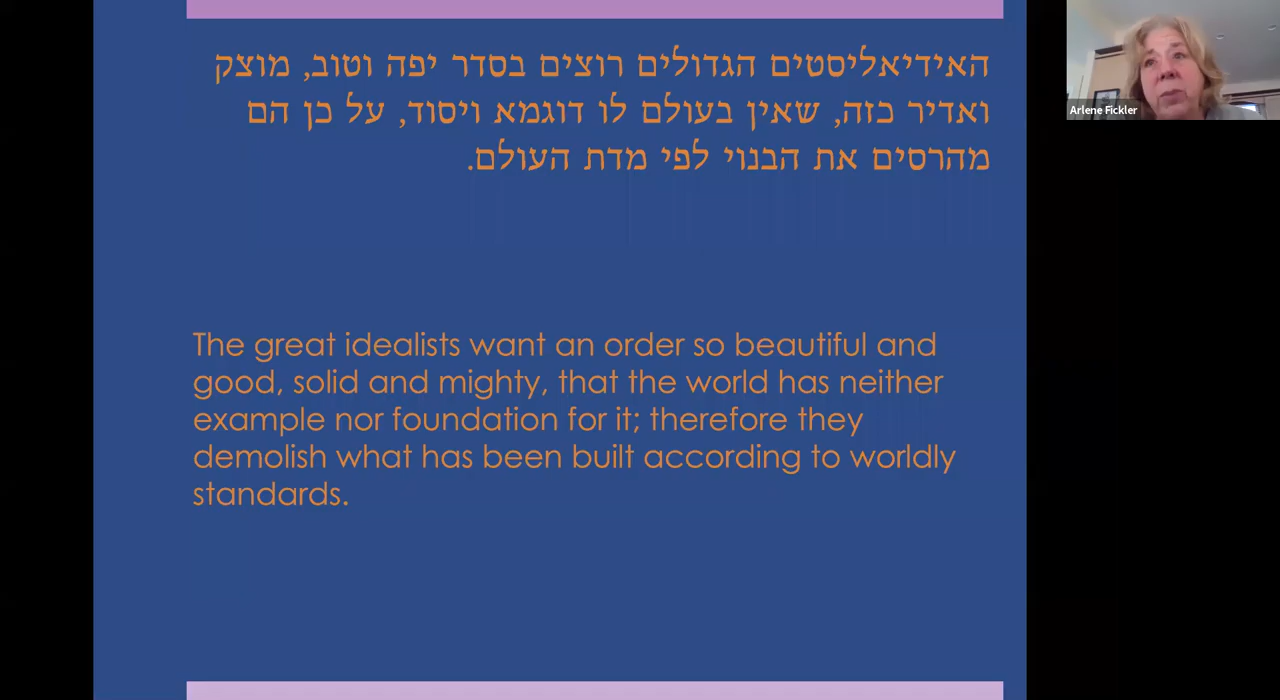 האידיאליסטים הגדולים רוצים בסדר יפה וטוב, מוצק
ואדיר כזה, שאין בעולם לו דוגמא ויסוד, על כן הם
מהרסים את הבנוי לפי מדת העולם.
The great idealists want an order so beautiful and
good, solid and mighty, that the world has neither
example nor foundation for it; therefore they
demolish what has been built according to worldly
standards.
Arlene Fickler